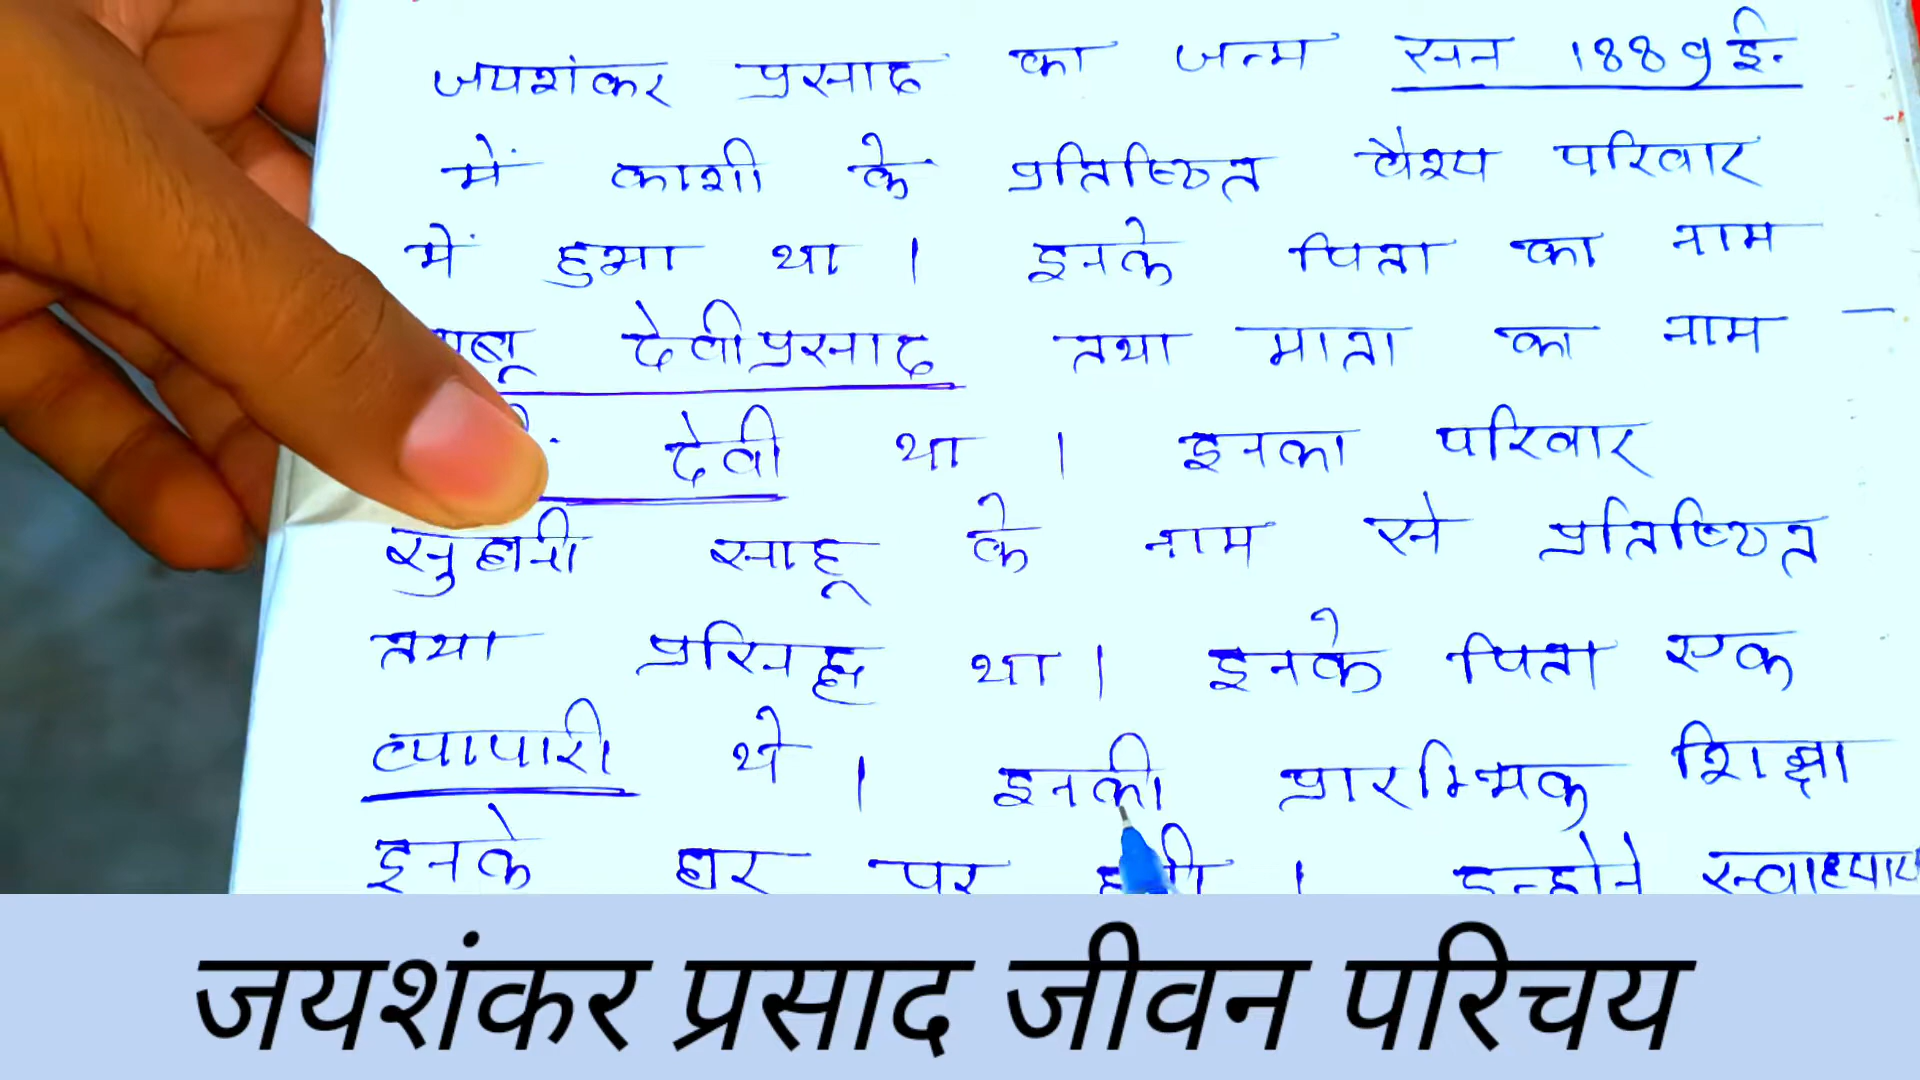 जयशंकर प्रसाद का जन्म सन 1889 ई.
में काशी के प्रतिष्ठित वैश्य परिवार
में हुआ था । इनके पिता का नाम
बाबू देवीप्रसाद तथा माता का नाम -
देवी था । इनका परिवार
सुघनी साहू के नाम से प्रतिष्ठित
तथा प्रसिद्ध था । इनके पिता एक
व्यापारी थे । इनकी प्रारम्भिक शिक्षा
इनके घर पर हुयी । इन्होने स्वाध्याय
जयशंकर प्रसाद जीवन परिचय